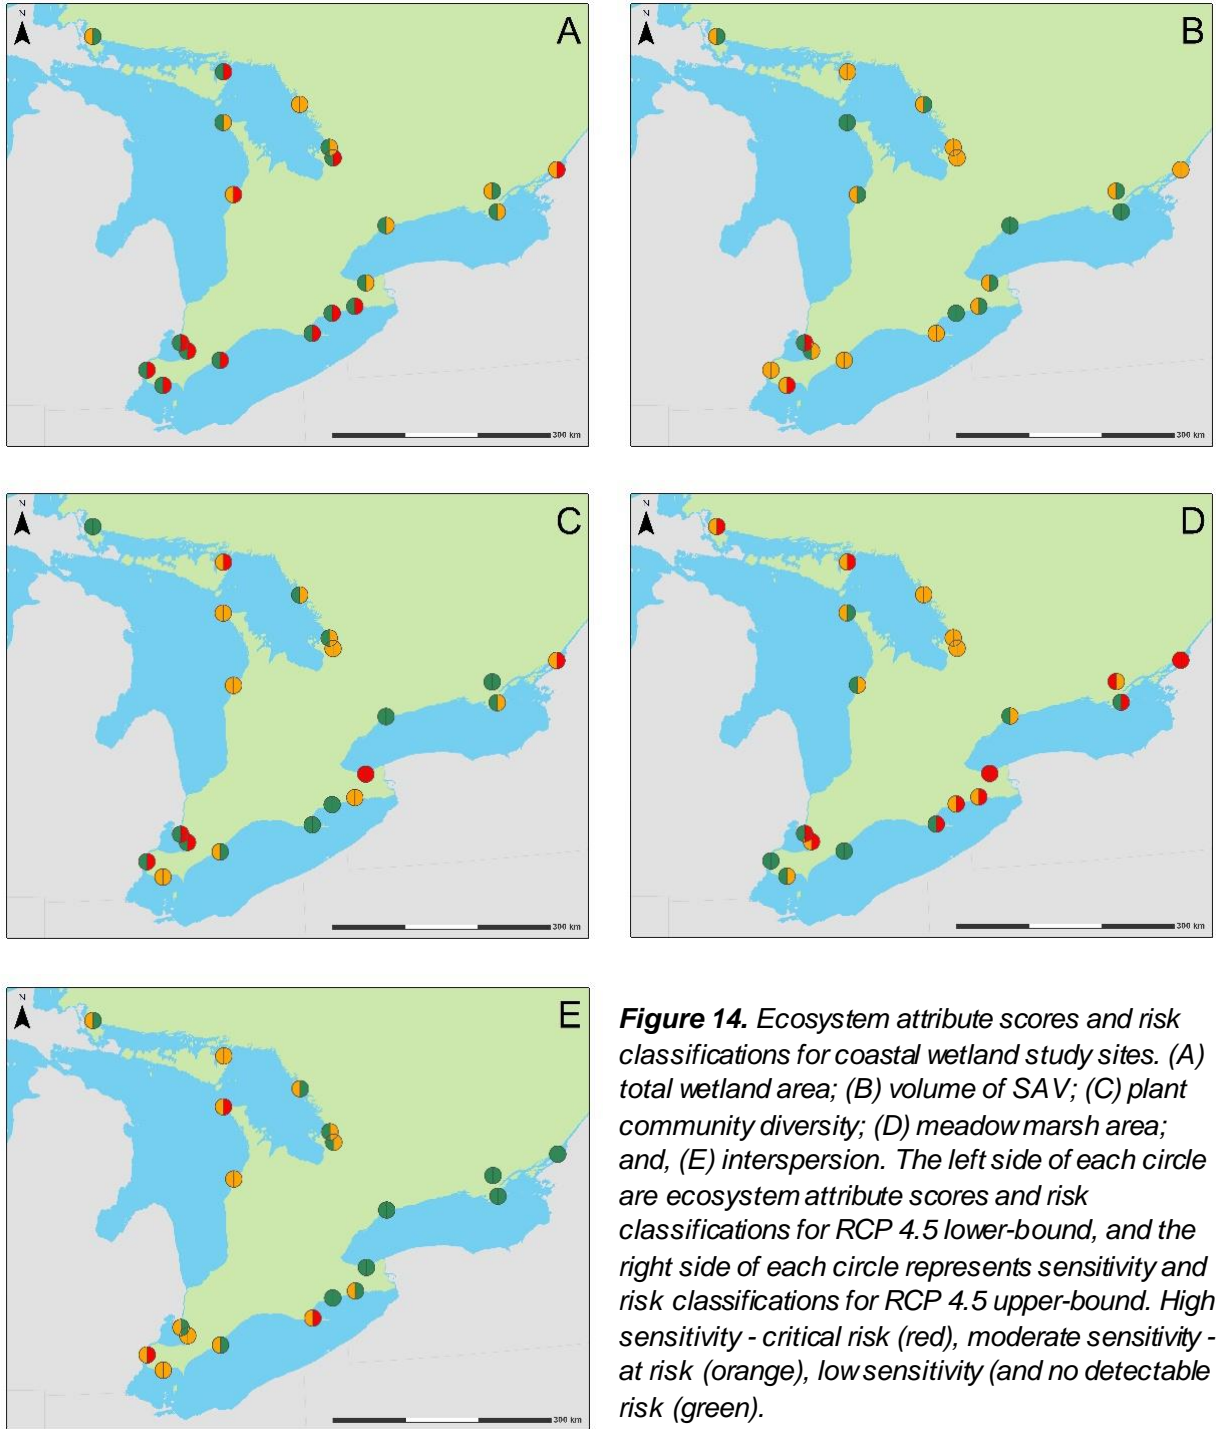 N
A
300 km
N
B
300 km
N
C
300 km
N
D
300 km
N
E
300 km
Figure 14. Ecosystem attribute scores and risk
classifications for coastal wetland study sites. (A)
total wetland area; (B) volume of SAV; (C) plant
community diversity; (D) meadow marsh area;
and, (E) interspersion. The left side of each circle
are ecosystem attribute scores and risk
classifications for RCP 4.5 lower-bound, and the
right side of each circle represents sensitivity and
risk classifications for RCP 4.5 upper-bound. High
sensitivity - critical risk (red), moderate sensitivity -
at risk (orange), low sensitivity (and no detectable
risk (green).